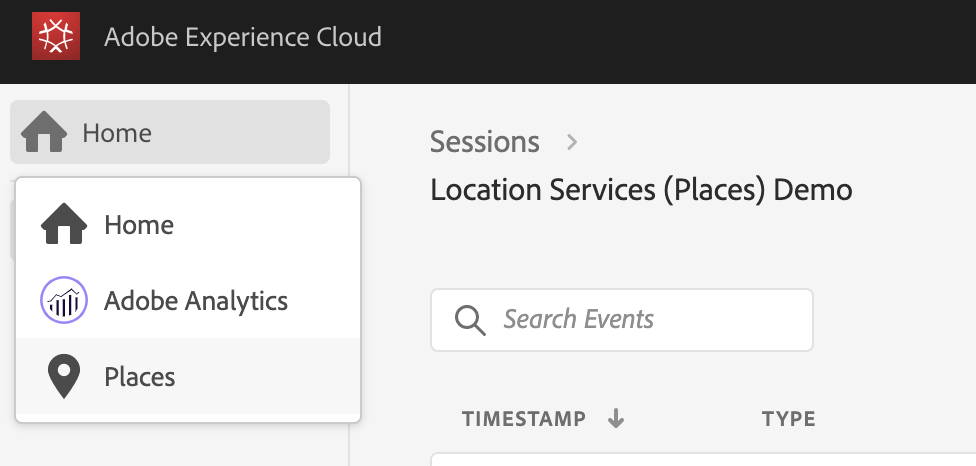 Adobe Experience Cloud
Home
Home
Adobe Analytics
Places
Sessions
Location Services (Places) Demo
Search Events
TIMESTAMP TYPE